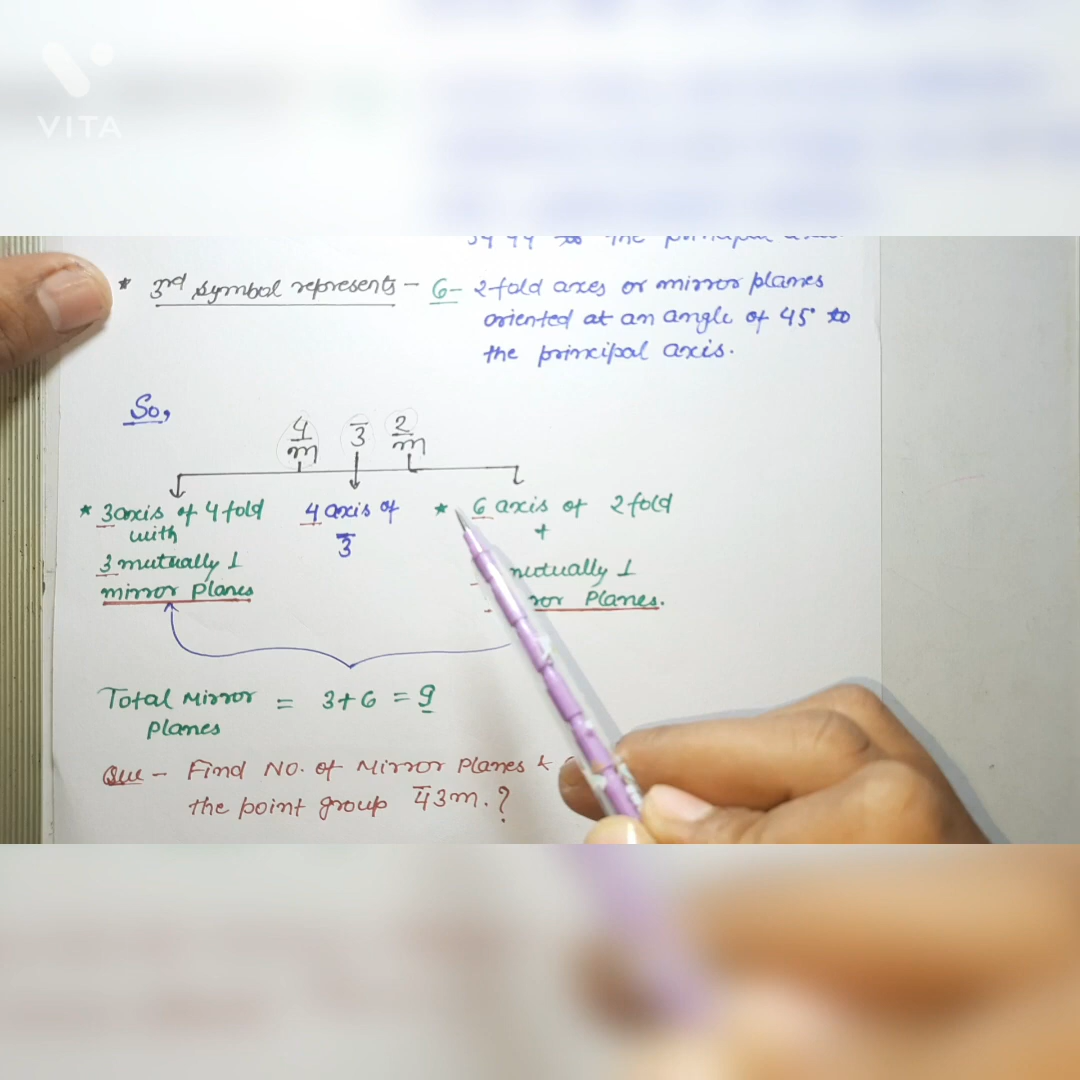 VITA
* 3rd symbol represents - 6 - 2 fold axes or mirror planes
oriented at an angle of 45° to
the principal axis.
So,
4/m 3̅ 2/m
* 3 axis of 4 fold
with
3 mutually ⊥
mirror Planes
4 axis of
3̅
* 6 axis of 2 fold
+
mutually ⊥
ror Planes.
Total Mirror = 3+6 = 9
Planes
Que - Find No. of Mirror Planes &
the point group 4̅3m.?